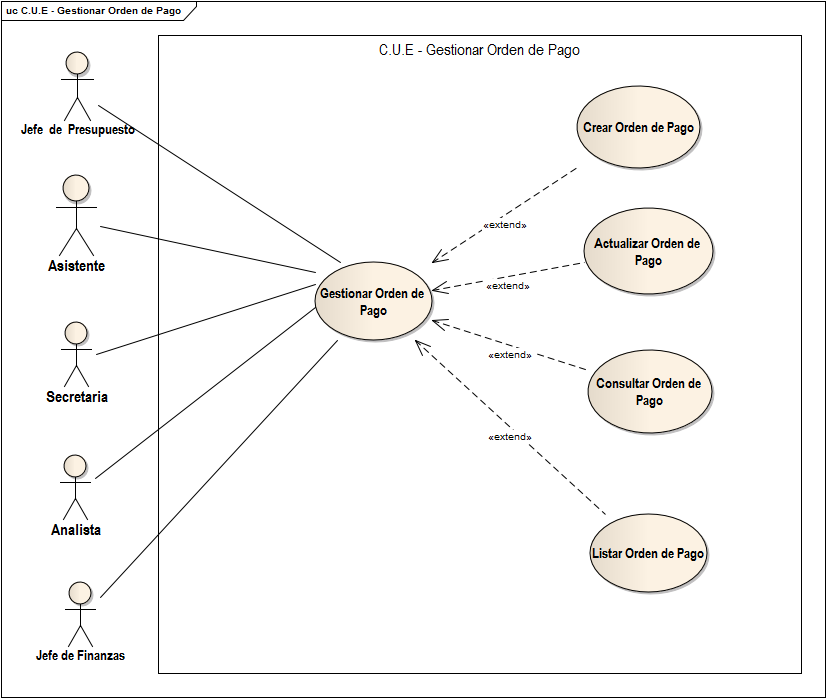 uc C.U.E - Gestionar Orden de Pago
C.U.E - Gestionar Orden de Pago
Jefe de Presupuesto
Asistente
Secretaria
Analista
Jefe de Finanzas
Gestionar Orden de
Pago
«extend»
«extend»
«extend»
«extend»
Crear Orden de Pago
Actualizar Orden de
Pago
Consultar Orden de
Pago
Listar Orden de Pago